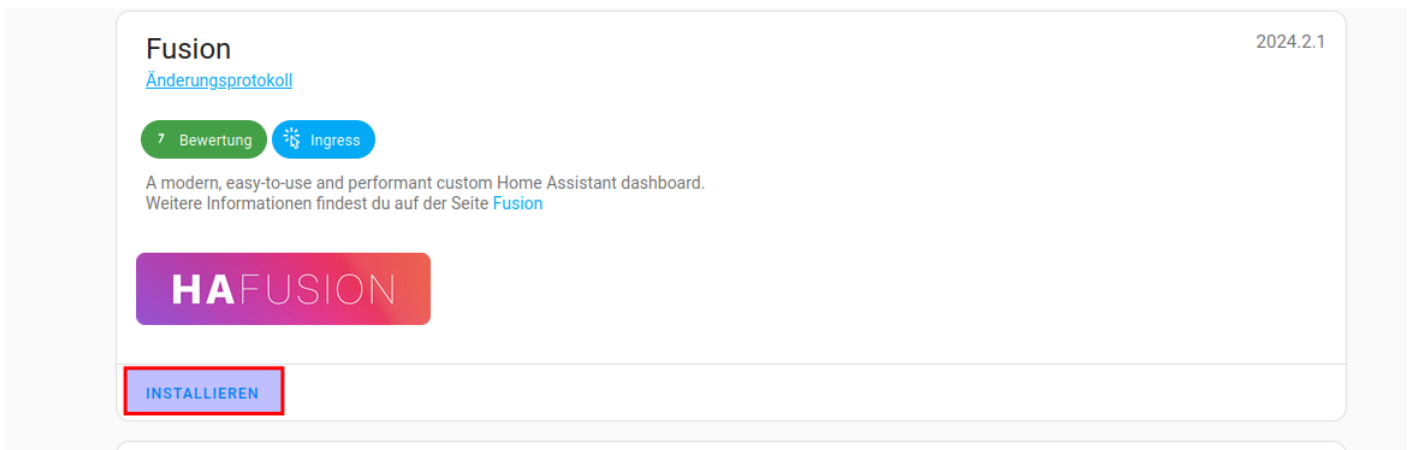 Fusion
2024.2.1
Änderungsprotokoll
7 Bewertung
Ingress
A modern, easy-to-use and performant custom Home Assistant dashboard.
Weitere Informationen findest du auf der Seite Fusion
HAFUSION
INSTALLIEREN